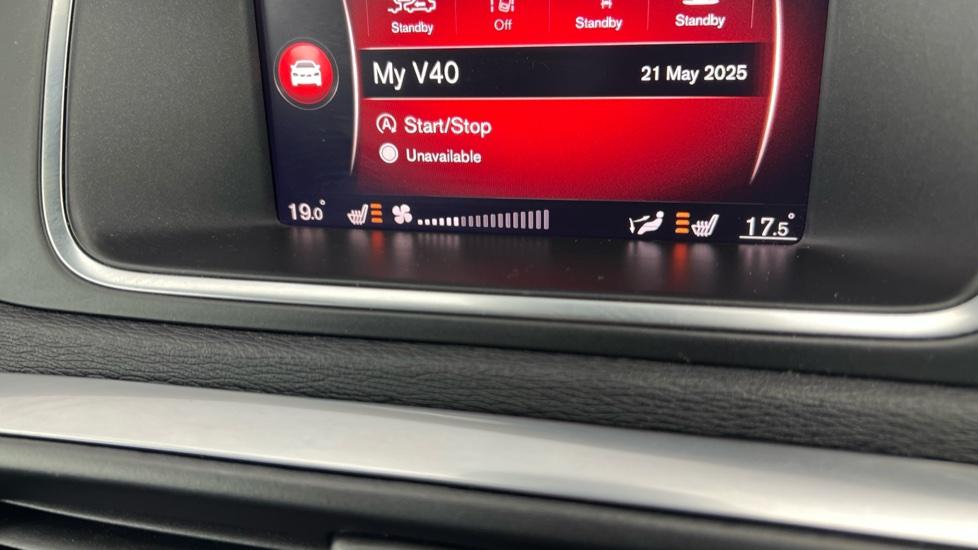 Standby Off Standby Standby
My V40 21 May 2025
A Start/Stop
Unavailable
19.0° 17.5°